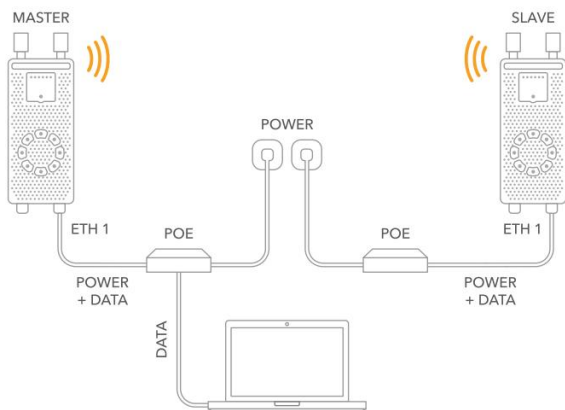 MASTER
SLAVE
POWER
ETH 1
POE
POE
ETH 1
POWER
+ DATA
POWER
+ DATA
DATA